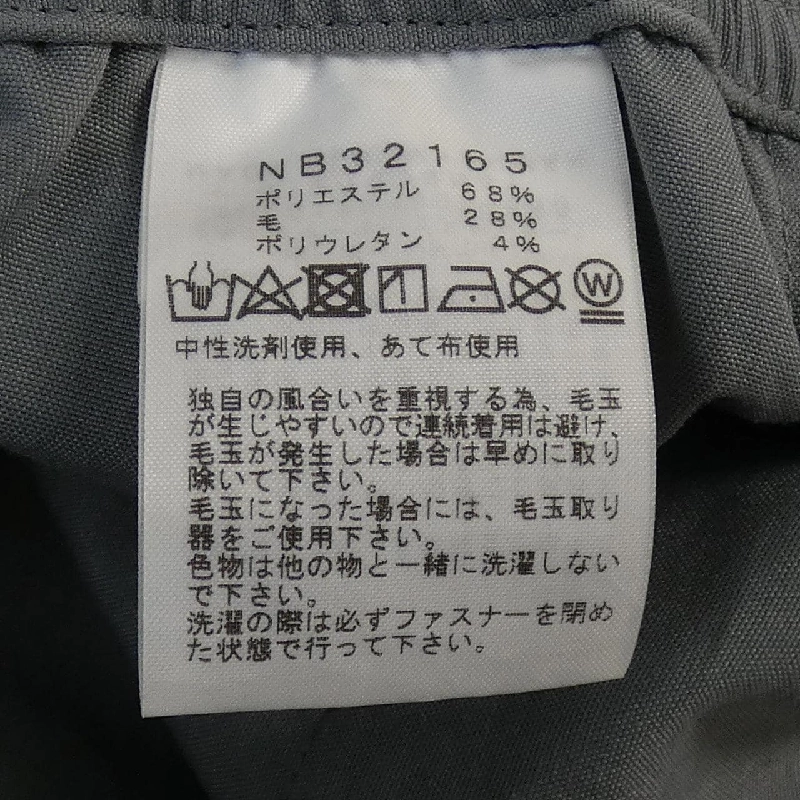 NB32165
ポリエステル 68%
毛 28%
ポリウレタン 4%
W
中性洗剤使用、あて布使用
独自の風合いを重視する為、毛玉
が生じやすいので連続着用は避け、
毛玉が発生した場合は早めに取り
除いて下さい。
毛玉になった場合には、毛玉取り
器をご使用下さい。
色物は他の物と一緒に洗濯しない
で下さい。
洗濯の際は必ずファスナーを閉め
た状態で行って下さい。